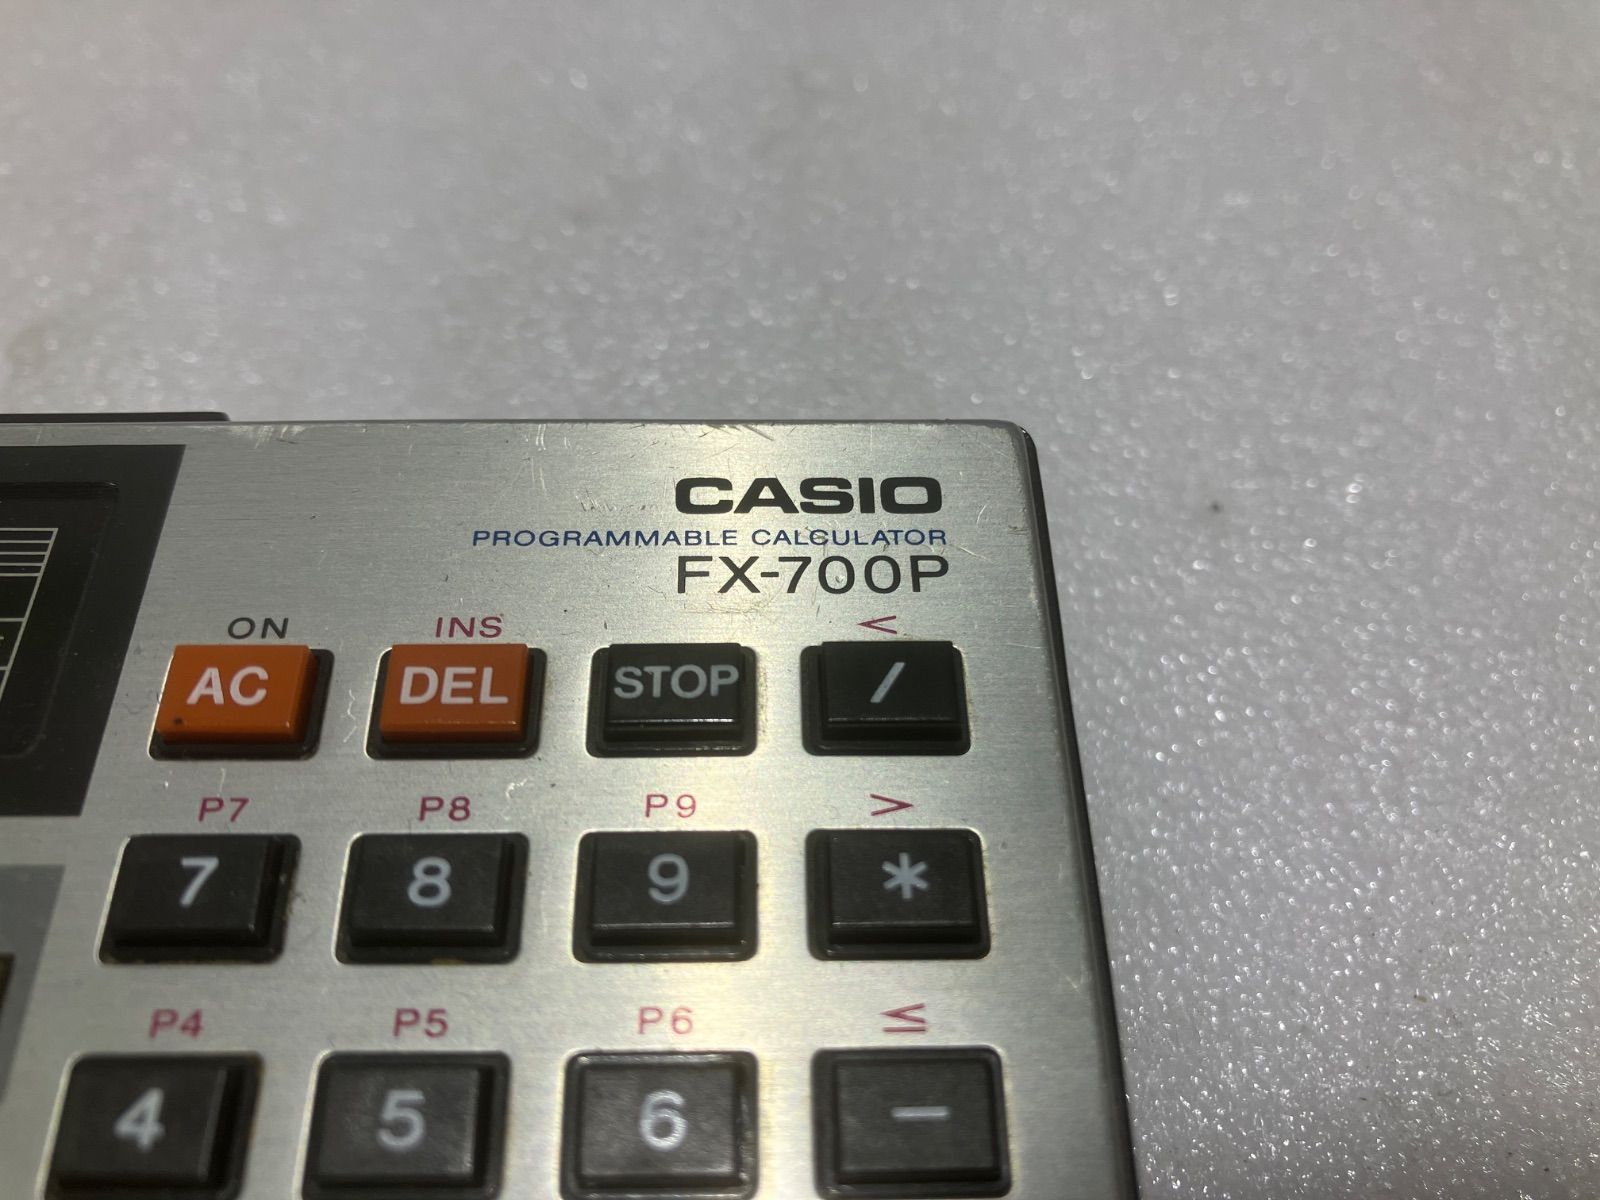 CASIO
PROGRAMMABLE CALCULATOR
FX-700P
ON INS <
AC DEL STOP /
P7 P8 P9 >
7 8 9 *
P4 P5 P6 ≤
4 5 6 −